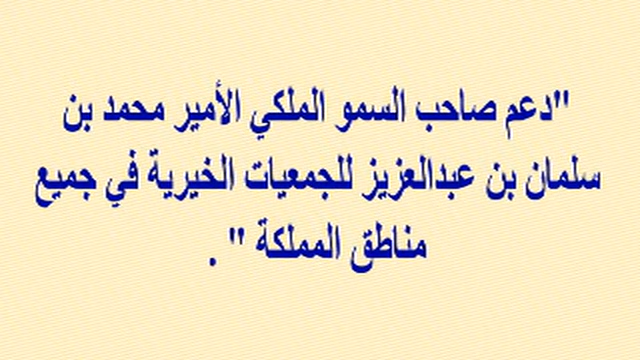 "دعم صاحب السمو الملكي الأمير محمد بن
سلمان بن عبدالعزيز للجمعيات الخيرية في جميع
مناطق المملكة " .